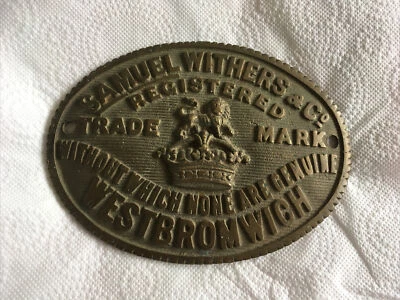 SAMUEL WITHERS & Co
REGISTERED
TRADE MARK
WITHOUT WHICH NONE ARE GENUINE
WESTBROMWICH